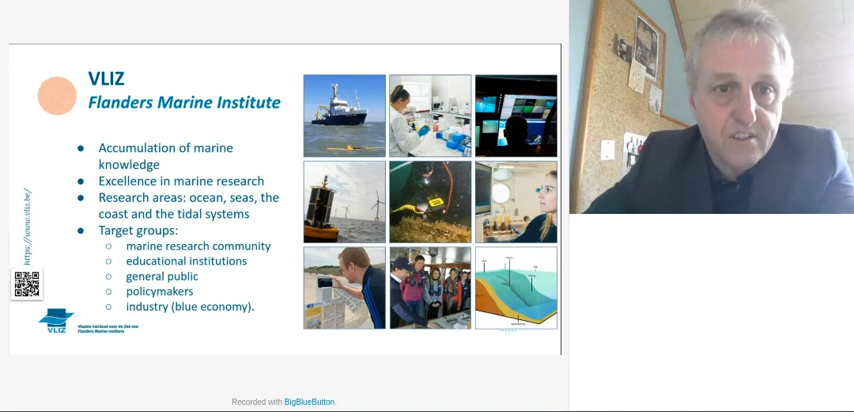 VLIZ
Flanders Marine Institute
Accumulation of marine
knowledge
Excellence in marine research
Research areas: ocean, seas, the
coast and the tidal systems
Target groups:
marine research community
educational institutions
general public
policymakers
industry (blue economy).
https://www.vliz.be/
VLIZ
Vlaams Instituut voor de Zee vzw
Flanders Marine Institute
Recorded with BigBlueButton.